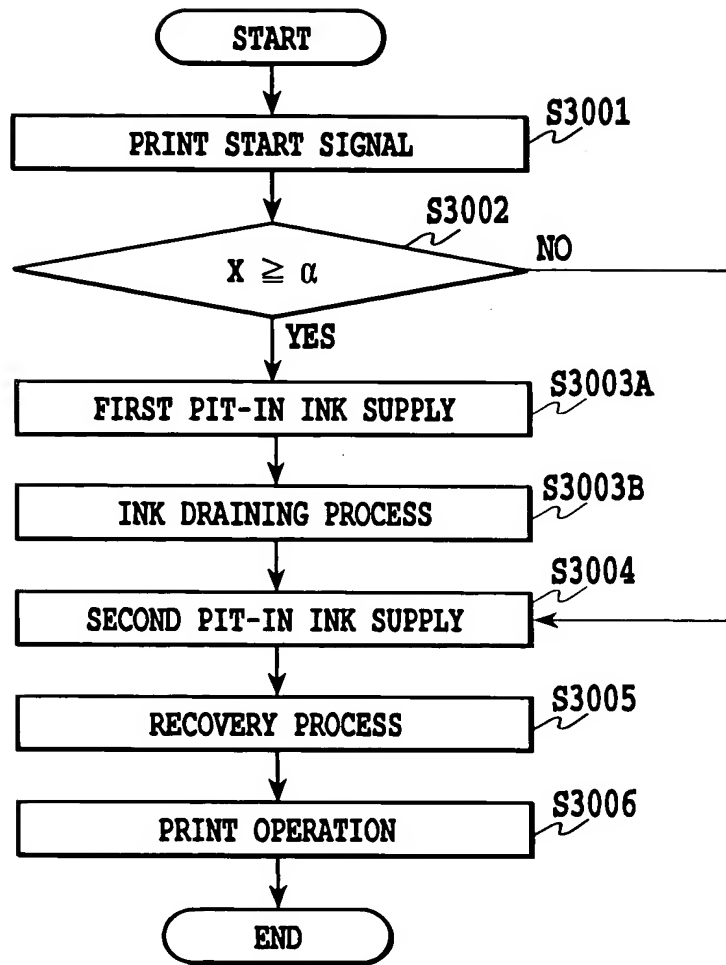 START
S3001
PRINT START SIGNAL
S3002
X ≧ α
NO
YES
S3003A
FIRST PIT-IN INK SUPPLY
S3003B
INK DRAINING PROCESS
S3004
SECOND PIT-IN INK SUPPLY
S3005
RECOVERY PROCESS
S3006
PRINT OPERATION
END